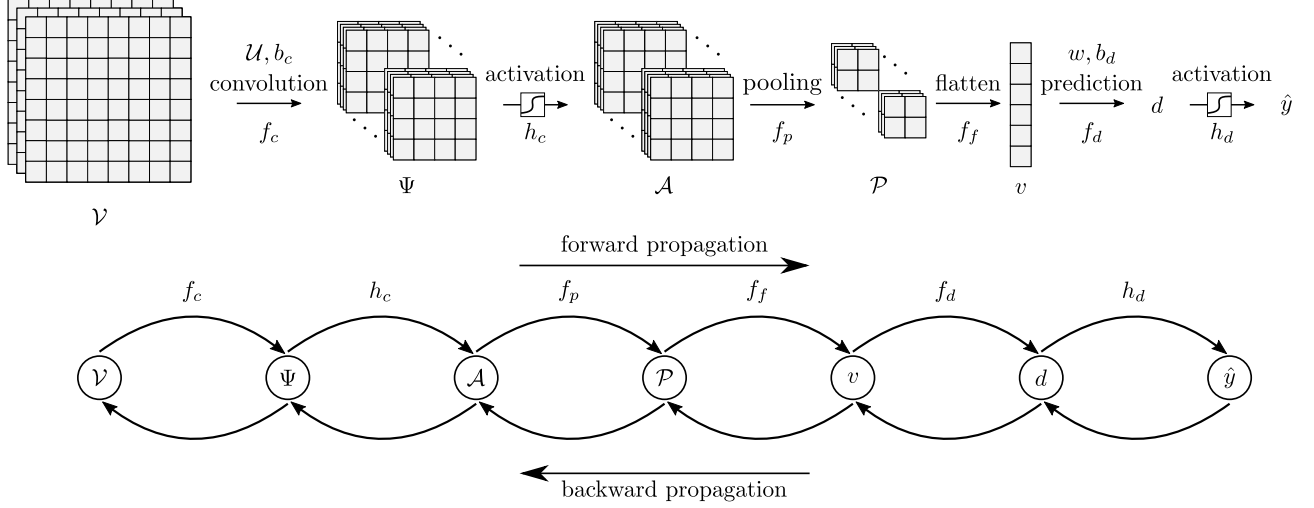 𝒰, b_c
convolution
f_c
activation
h_c
pooling
f_p
flatten
f_f
w, b_d
prediction
f_d
d
activation
h_d
ŷ
𝒱
Ψ
𝒜
𝒫
v
forward propagation
f_c h_c f_p f_f f_d h_d
𝒱 Ψ 𝒜 𝒫 v d ŷ
backward propagation